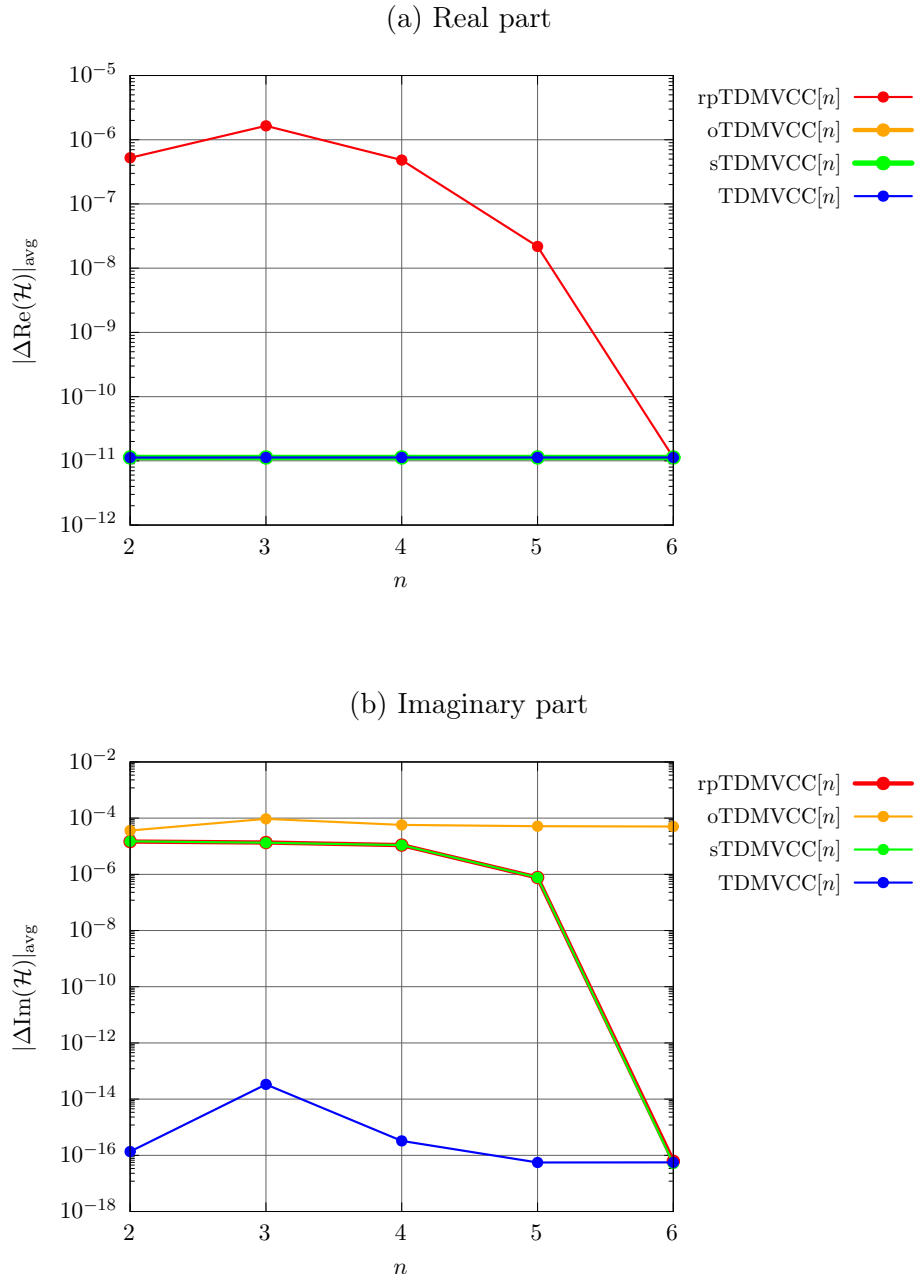 (a) Real part
10⁻⁵
10⁻⁶
10⁻⁷
10⁻⁸
10⁻⁹
10⁻¹⁰
10⁻¹¹
10⁻¹²
|ΔRe(ℋ)|avg
2 3 4 5 6
n
rpTDMVCC[n]
oTDMVCC[n]
sTDMVCC[n]
TDMVCC[n]
(b) Imaginary part
10⁻²
10⁻⁴
10⁻⁶
10⁻⁸
10⁻¹⁰
10⁻¹²
10⁻¹⁴
10⁻¹⁶
10⁻¹⁸
|ΔIm(ℋ)|avg
2 3 4 5 6
n
rpTDMVCC[n]
oTDMVCC[n]
sTDMVCC[n]
TDMVCC[n]